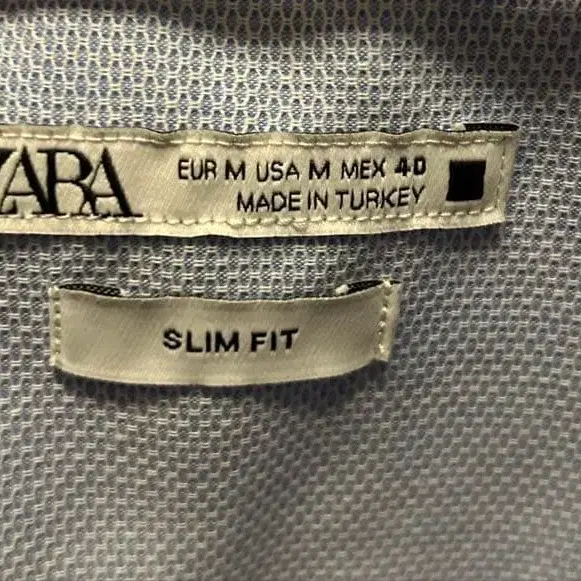 ZARA
EUR M USA M MEX 40
MADE IN TURKEY
SLIM FIT